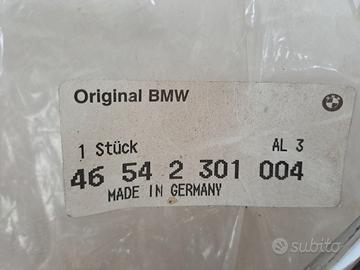 Original BMW
1 Stück AL 3
46 54 2 301 004
MADE IN GERMANY
subito